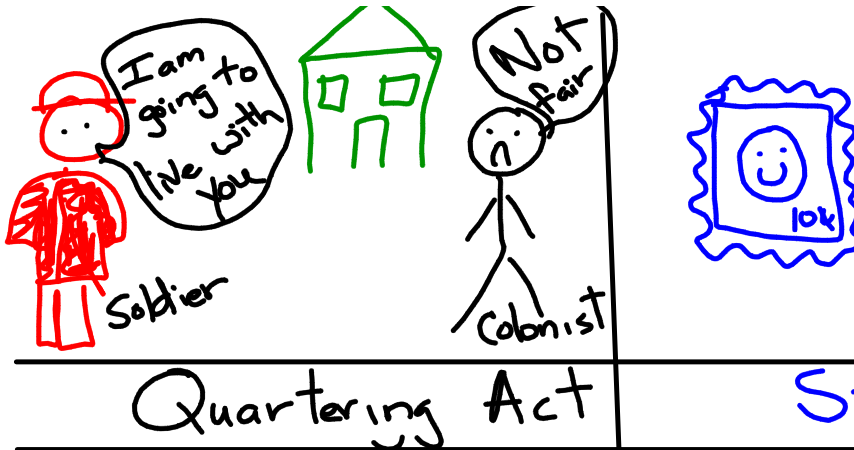 I am
going to
live with
you
Not
fair
Soldier
Colonist
10¢
Quartering Act